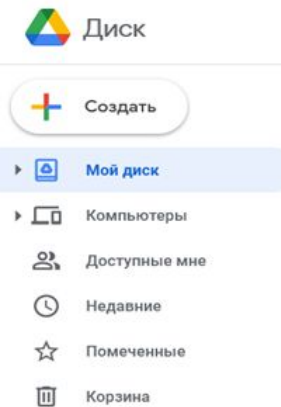 Диск
Создать
Мой диск
Компьютеры
Доступные мне
Недавние
Помеченные
Корзина